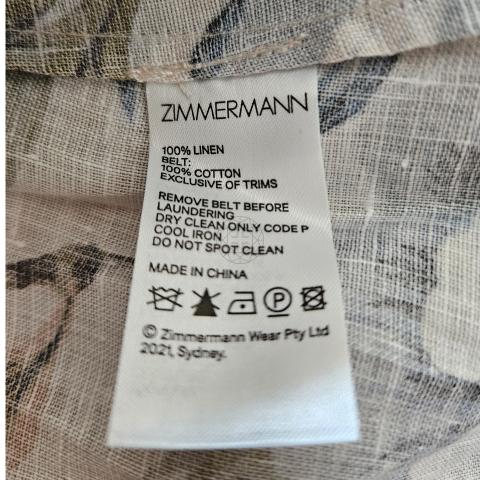 ZIMMERMANN
100% LINEN
BELT:
100% COTTON
EXCLUSIVE OF TRIMS
REMOVE BELT BEFORE
LAUNDERING
DRY CLEAN ONLY CODE P
COOL IRON
DO NOT SPOT CLEAN
MADE IN CHINA
P
© Zimmermann Wear Pty Ltd
2021, Sydney.